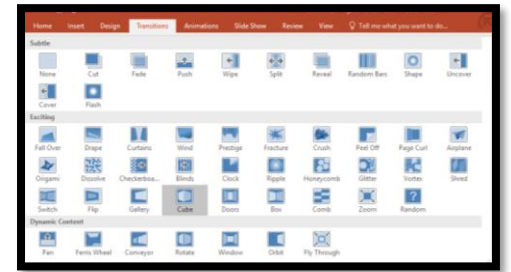 Home Insert Design Transitions Animations Slide Show Review View Tell me what you want to do...
Subtle
None Cut Fade Push Wipe Split Reveal Random Bars Shape Uncover
Cover Flash
Exciting
Fall Over Drape Curtains Wind Prestige Fracture Crush Peel Off Page Curl Airplane
Origami Dissolve Checkerboa... Blinds Clock Ripple Honeycomb Glitter Vortex Shred
Switch Flip Gallery Cube Doors Box Comb Zoom Random
Dynamic Content
Pan Ferris Wheel Conveyor Rotate Window Orbit Fly Through